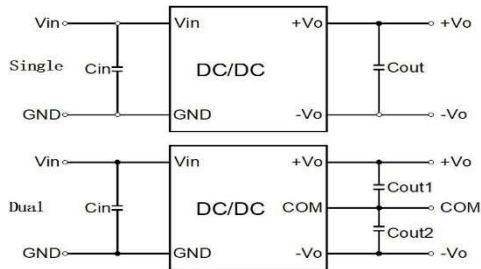 Vin Vin +Vo +Vo
Single Cin DC/DC Cout
GND GND -Vo -Vo
Vin Vin +Vo +Vo
Cout1
Dual Cin DC/DC COM COM
Cout2
GND GND -Vo -Vo